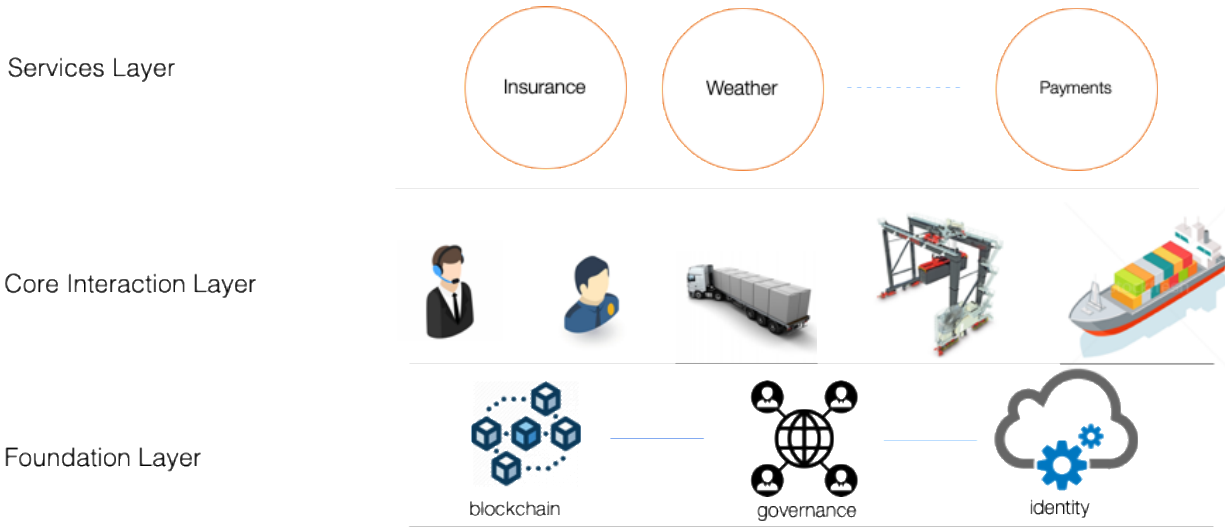 Services Layer
Insurance
Weather
Payments
Core Interaction Layer
Foundation Layer
blockchain
governance
identity